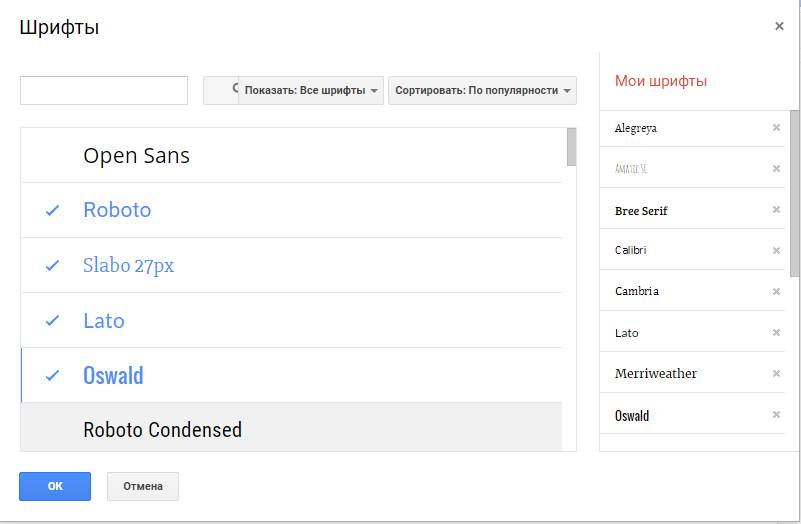 Шрифты
Показать: Все шрифты
Сортировать: По популярности
Open Sans
Roboto
Slabo 27px
Lato
Oswald
Roboto Condensed
OK
Отмена
Мои шрифты
Alegreya
Amatic SC
Bree Serif
Calibri
Cambria
Lato
Merriweather
Oswald